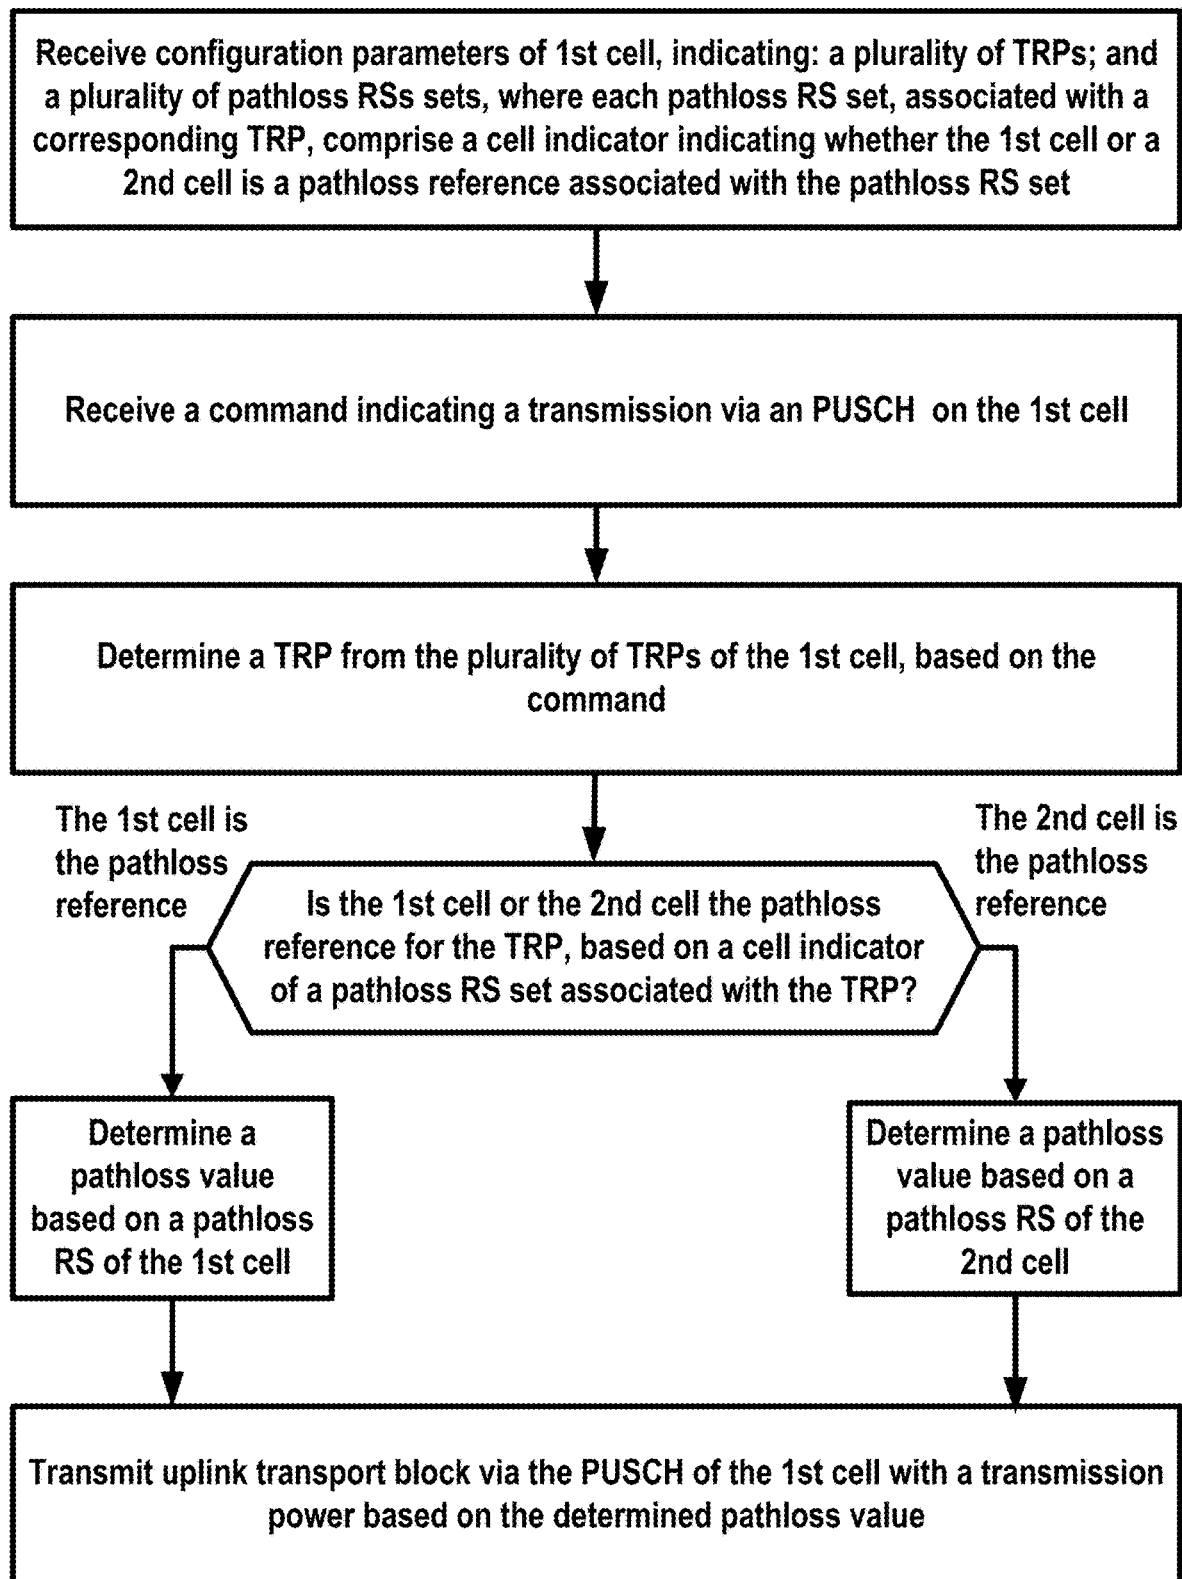 Receive configuration parameters of 1st cell, indicating: a plurality of TRPs; and
a plurality of pathloss RSs sets, where each pathloss RS set, associated with a
corresponding TRP, comprise a cell indicator indicating whether the 1st cell or a
2nd cell is a pathloss reference associated with the pathloss RS set
Receive a command indicating a transmission via an PUSCH on the 1st cell
Determine a TRP from the plurality of TRPs of the 1st cell, based on the
command
The 1st cell is
the pathloss
reference
The 2nd cell is
the pathloss
reference
Is the 1st cell or the 2nd cell the pathloss
reference for the TRP, based on a cell indicator
of a pathloss RS set associated with the TRP?
Determine a
pathloss value
based on a pathloss
RS of the 1st cell
Determine a pathloss
value based on a
pathloss RS of the
2nd cell
Transmit uplink transport block via the PUSCH of the 1st cell with a transmission
power based on the determined pathloss value